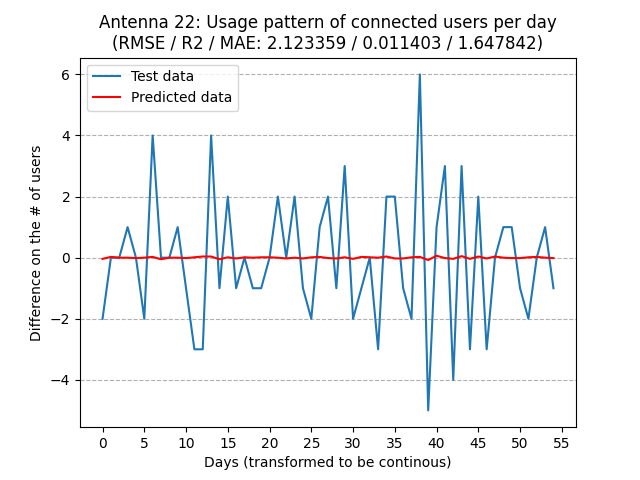 Antenna 22: Usage pattern of connected users per day
(RMSE / R2 / MAE: 2.123359 / 0.011403 / 1.647842)
Test data
Predicted data
6
4
2
0
−2
−4
Difference on the # of users
0 5 10 15 20 25 30 35 40 45 50 55
Days (transformed to be continous)